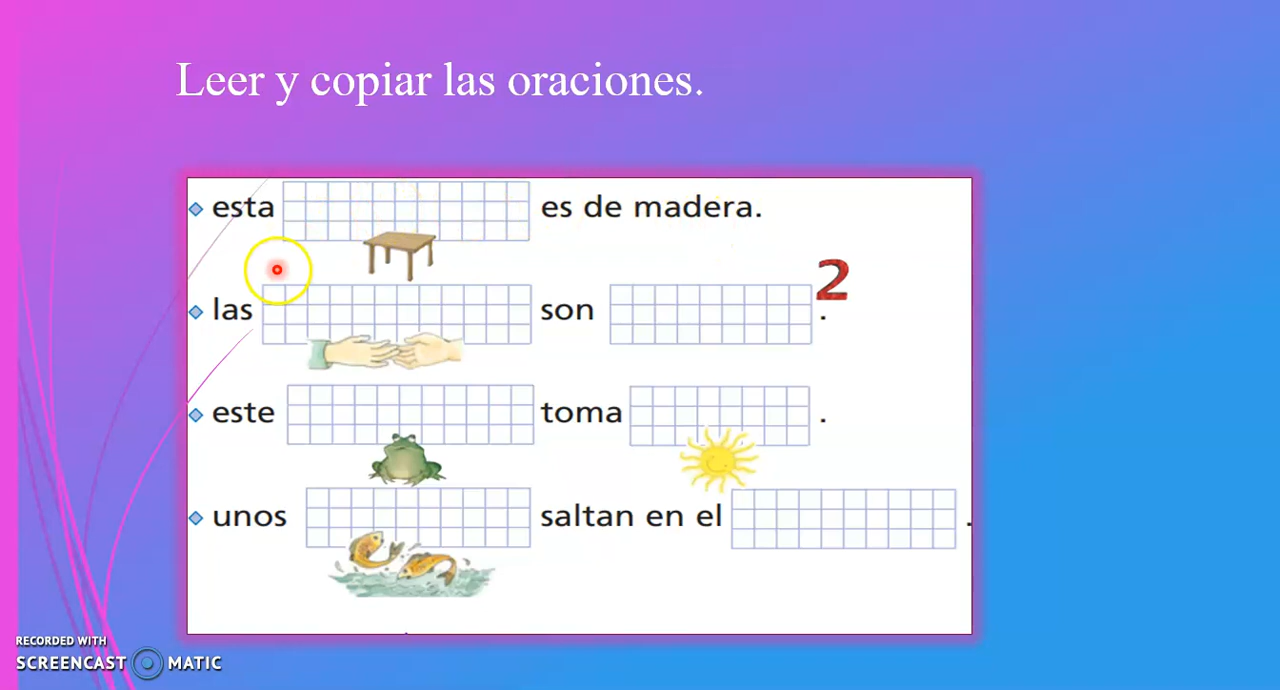 Leer y copiar las oraciones.
esta es de madera.
2
las son .
este toma .
unos saltan en el .
RECORDED WITH
SCREENCAST MATIC